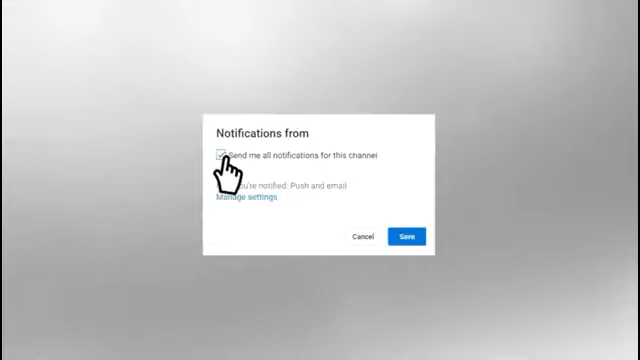 Notifications from
Send me all notifications for this channel
you're notified: Push and email
Manage settings
Cancel
Save